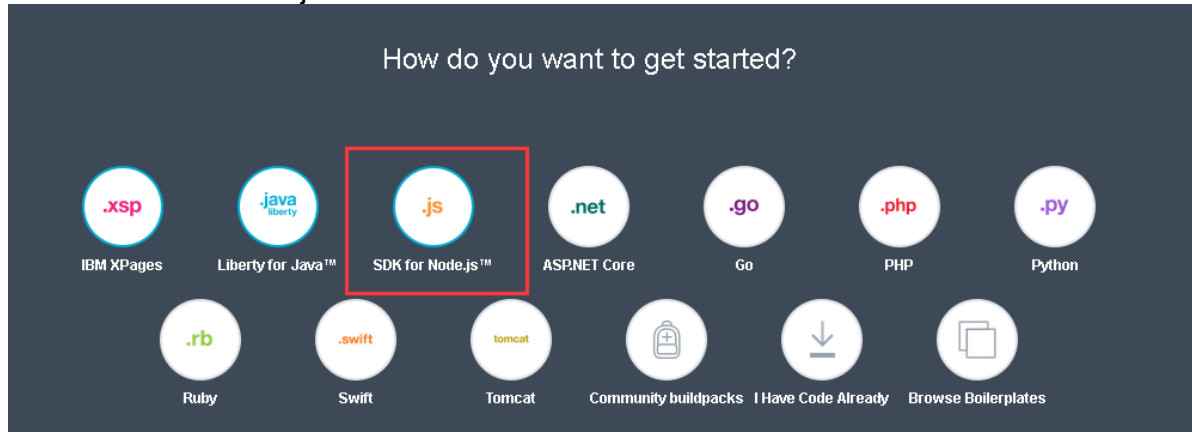 How do you want to get started?
.xsp
.java
liberty
.js
.net
.go
.php
.py
IBM XPages
Liberty for Java™
SDK for Node.js™
ASP.NET Core
Go
PHP
Python
.rb
.swift
tomcat
Ruby
Swift
Tomcat
Community buildpacks
I Have Code Already
Browse Boilerplates